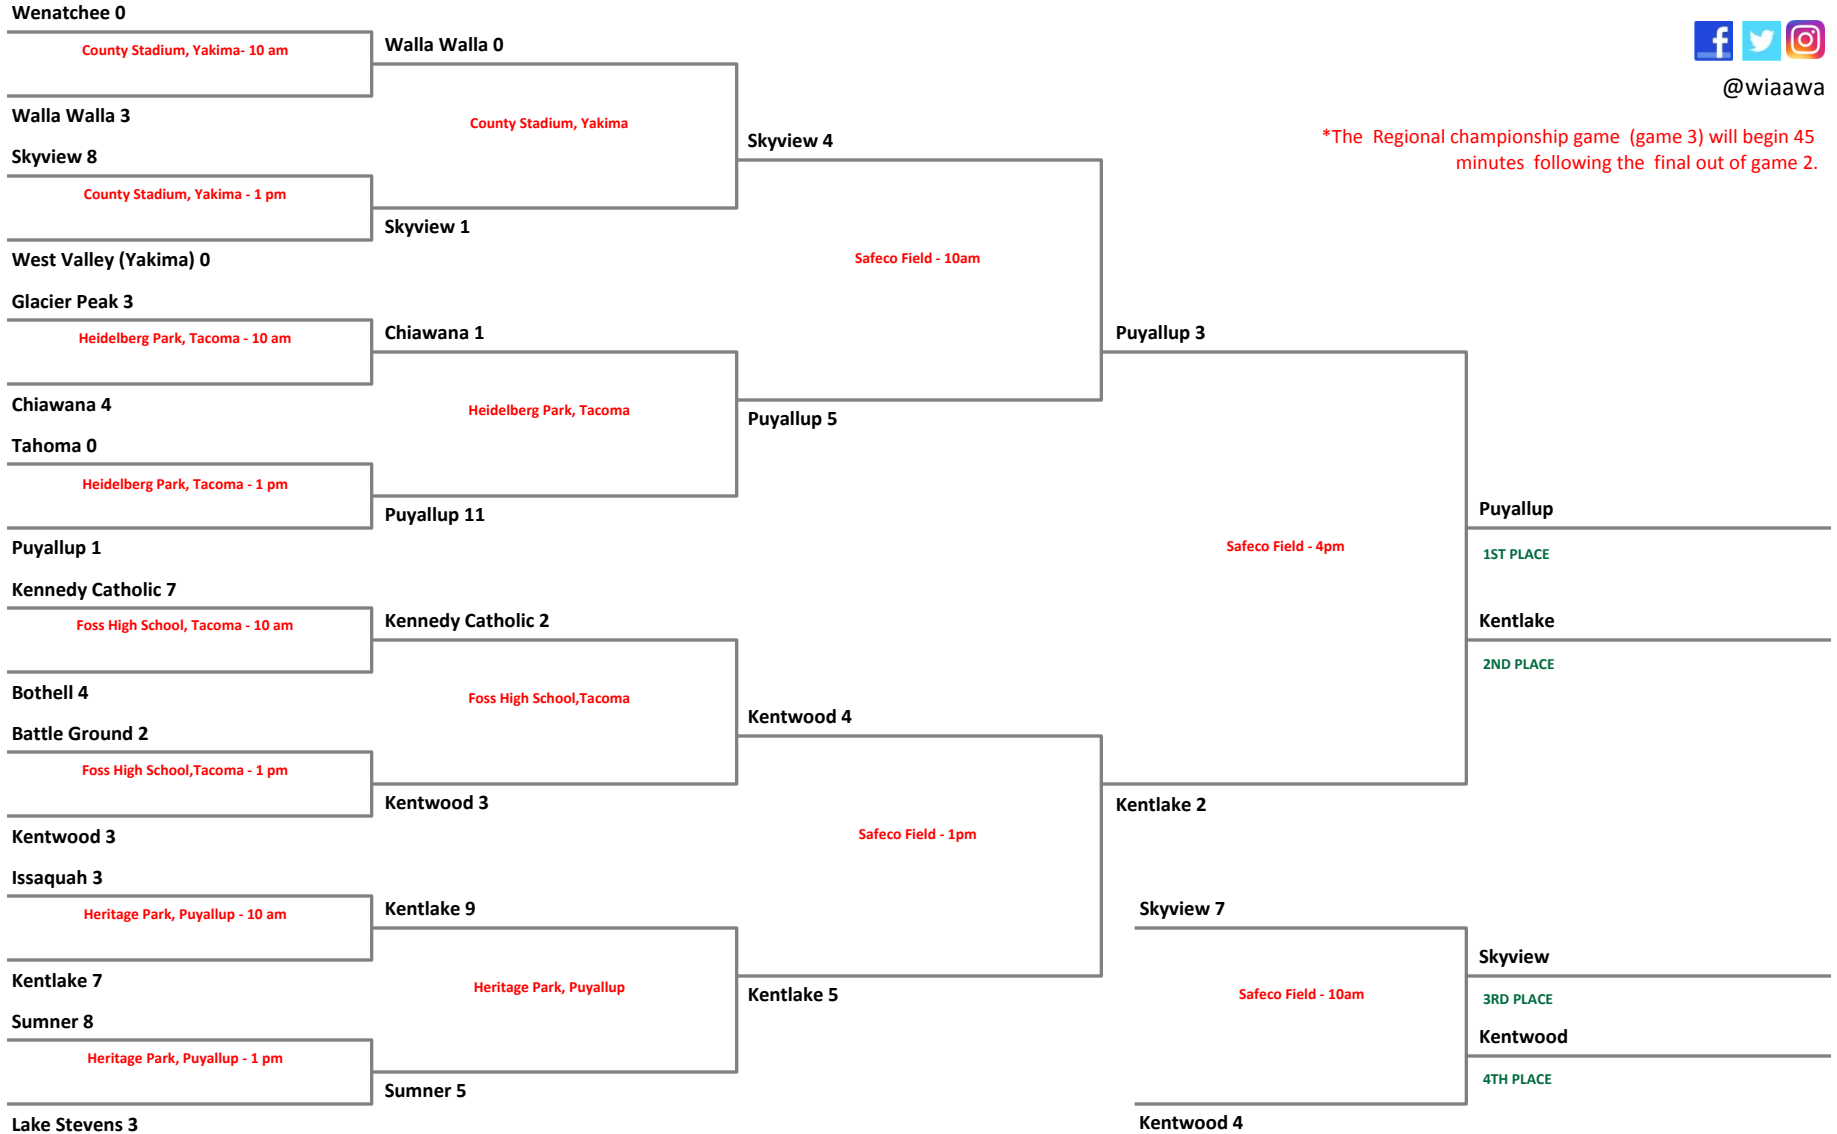 Wenatchee 0
County Stadium, Yakima- 10 am
Walla Walla 3
Skyview 8
County Stadium, Yakima - 1 pm
West Valley (Yakima) 0
Glacier Peak 3
Heidelberg Park, Tacoma - 10 am
Chiawana 4
Tahoma 0
Heidelberg Park, Tacoma - 1 pm
Puyallup 1
Kennedy Catholic 7
Foss High School, Tacoma - 10 am
Bothell 4
Battle Ground 2
Foss High School,Tacoma - 1 pm
Kentwood 3
Issaquah 3
Heritage Park, Puyallup - 10 am
Kentlake 7
Sumner 8
Heritage Park, Puyallup - 1 pm
Lake Stevens 3
Walla Walla 0
County Stadium, Yakima
Skyview 1
Chiawana 1
Heidelberg Park, Tacoma
Puyallup 11
Kennedy Catholic 2
Foss High School,Tacoma
Kentwood 3
Kentlake 9
Heritage Park, Puyallup
Sumner 5
Skyview 4
Safeco Field - 10am
Puyallup 5
Kentwood 4
Safeco Field - 1pm
Kentlake 5
Puyallup 3
Safeco Field - 4pm
Kentlake 2
Skyview 7
Safeco Field - 10am
Kentwood 4
@wiaawa
*The Regional championship game (game 3) will begin 45
minutes following the final out of game 2.
Puyallup
1ST PLACE
Kentlake
2ND PLACE
Skyview
3RD PLACE
Kentwood
4TH PLACE